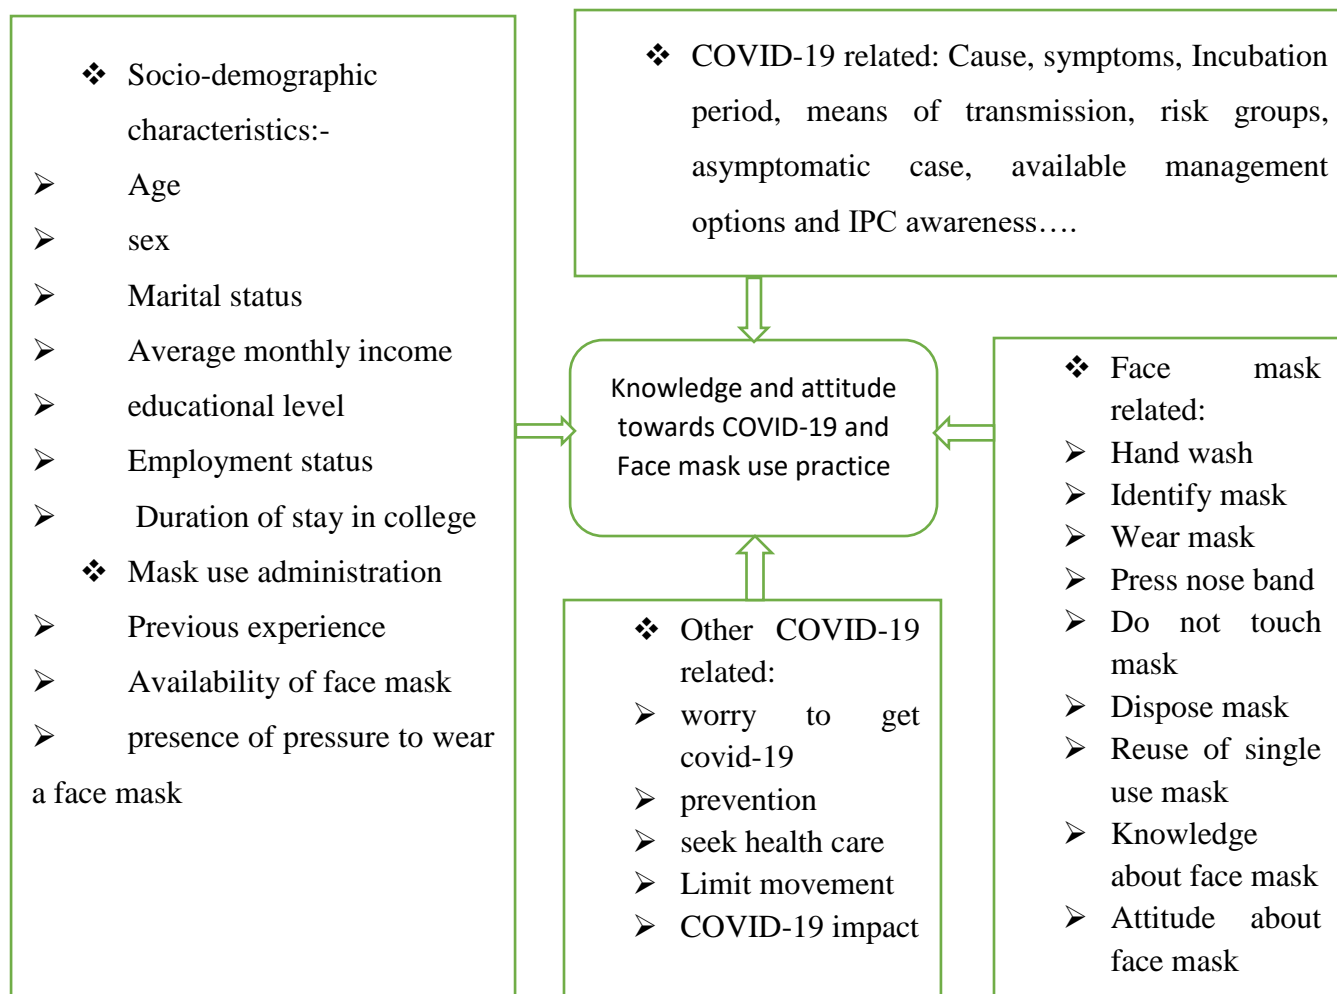 ❖ Socio-demographic
characteristics:-
➢ Age
➢ sex
➢ Marital status
➢ Average monthly income
➢ educational level
➢ Employment status
➢ Duration of stay in college
❖ Mask use administration
➢ Previous experience
➢ Availability of face mask
➢ presence of pressure to wear
a face mask
❖ COVID-19 related: Cause, symptoms, Incubation
period, means of transmission, risk groups,
asymptomatic case, available management
options and IPC awareness….
Knowledge and attitude
towards COVID-19 and
Face mask use practice
❖ Other COVID-19
related:
➢ worry to get
covid-19
➢ prevention
➢ seek health care
➢ Limit movement
➢ COVID-19 impact
❖ Face mask
related:
➢ Hand wash
➢ Identify mask
➢ Wear mask
➢ Press nose band
➢ Do not touch
mask
➢ Dispose mask
➢ Reuse of single
use mask
➢ Knowledge
about face mask
➢ Attitude about
face mask